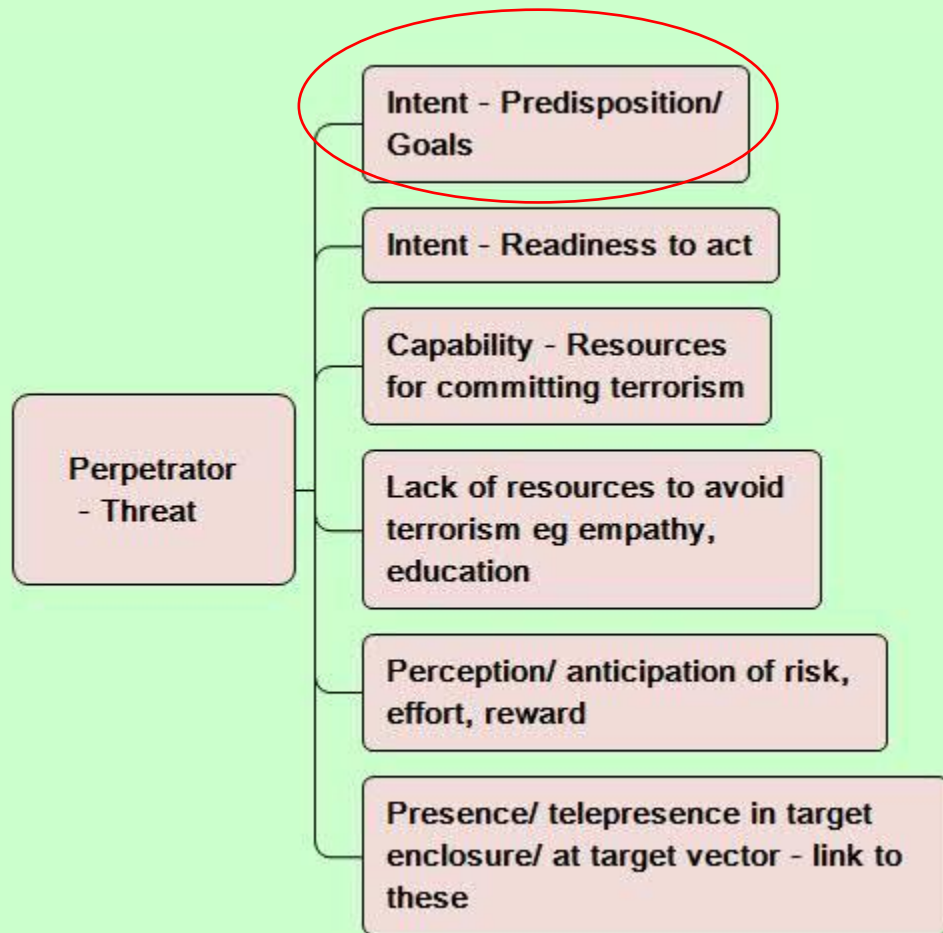 Intent - Predisposition/
Goals
Intent - Readiness to act
Capability - Resources
for committing terrorism
Perpetrator
- Threat
Lack of resources to avoid
terrorism eg empathy,
education
Perception/ anticipation of risk,
effort, reward
Presence/ telepresence in target
enclosure/ at target vector - link to
these